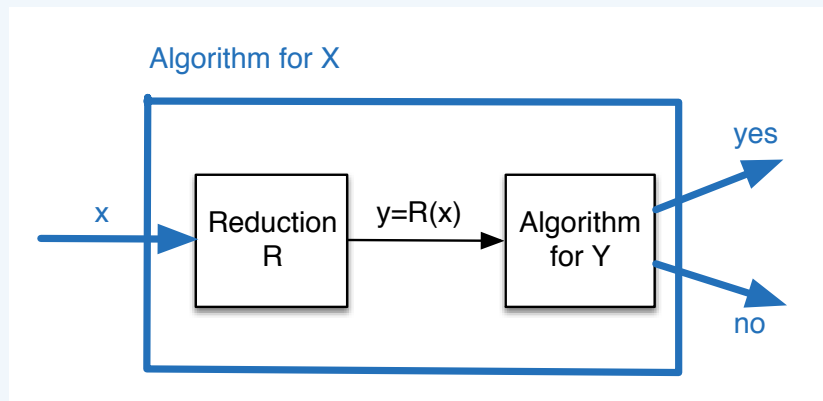 Algorithm for X
yes
x
Reduction
R
y=R(x)
Algorithm
for Y
no